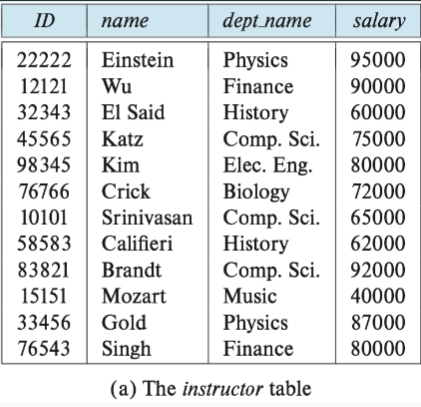 ID name dept_name salary
22222 Einstein Physics 95000
12121 Wu Finance 90000
32343 El Said History 60000
45565 Katz Comp. Sci. 75000
98345 Kim Elec. Eng. 80000
76766 Crick Biology 72000
10101 Srinivasan Comp. Sci. 65000
58583 Califieri History 62000
83821 Brandt Comp. Sci. 92000
15151 Mozart Music 40000
33456 Gold Physics 87000
76543 Singh Finance 80000
(a) The instructor table